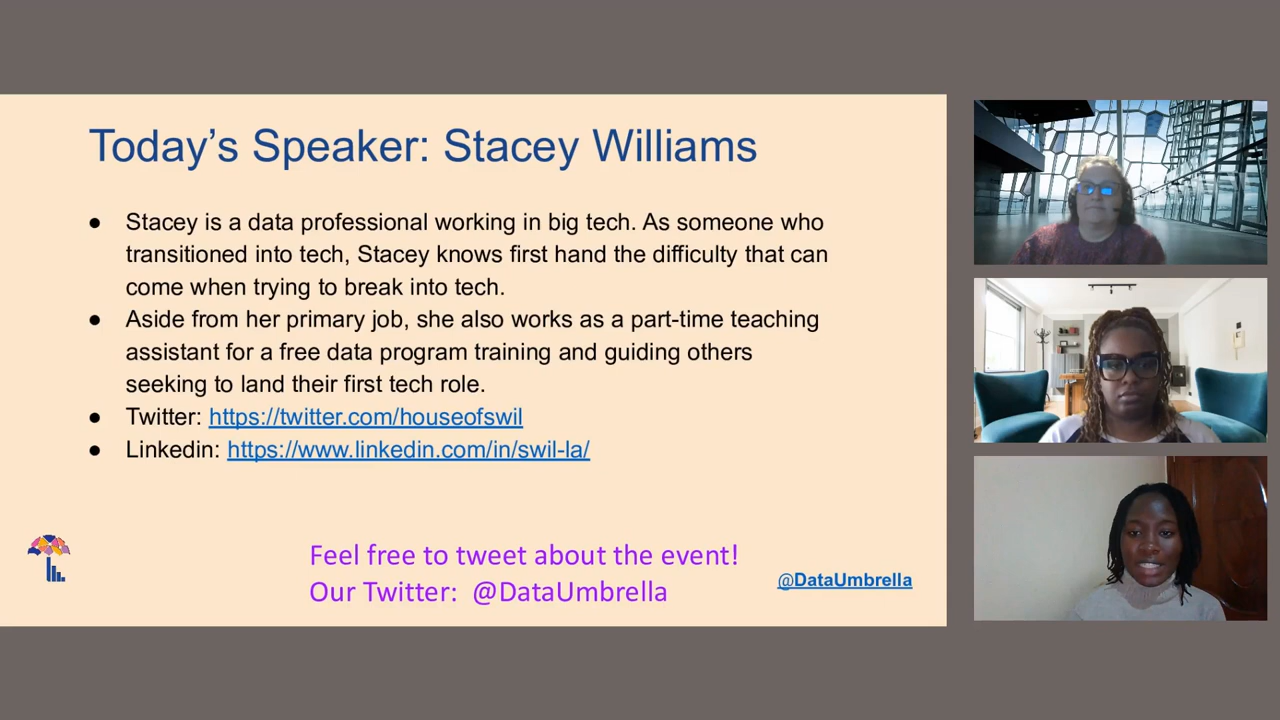 Today’s Speaker: Stacey Williams
● Stacey is a data professional working in big tech. As someone who
transitioned into tech, Stacey knows first hand the difficulty that can
come when trying to break into tech.
● Aside from her primary job, she also works as a part-time teaching
assistant for a free data program training and guiding others
seeking to land their first tech role.
● Twitter: https://twitter.com/houseofswil
● Linkedin: https://www.linkedin.com/in/swil-la/
Feel free to tweet about the event!
Our Twitter: @DataUmbrella
@DataUmbrella